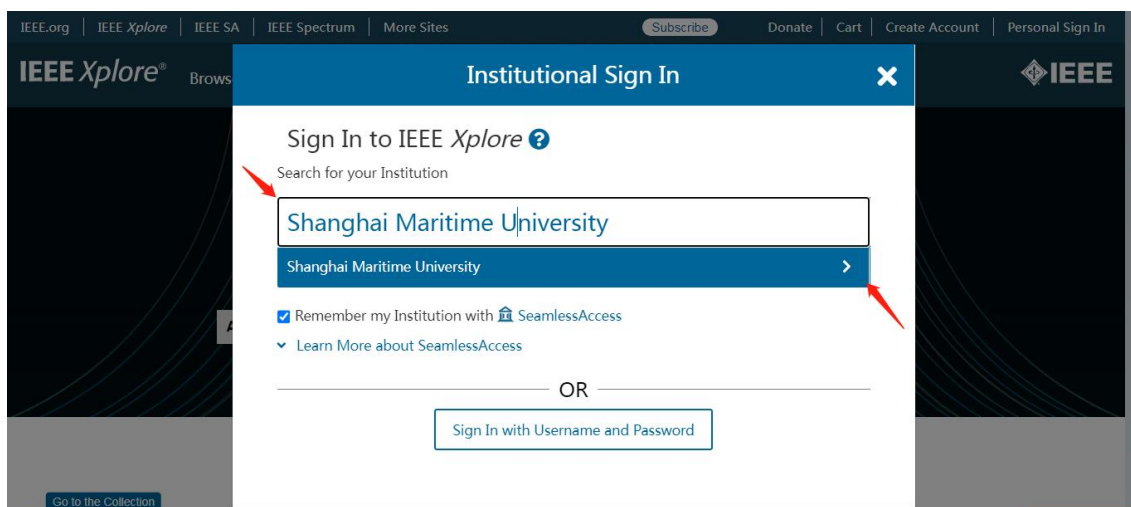 IEEE.org IEEE Xplore IEEE SA IEEE Spectrum More Sites Subscribe Donate Cart Create Account Personal Sign In
IEEE Xplore® Brows Institutional Sign In IEEE
Sign In to IEEE Xplore
Search for your Institution
Shanghai Maritime University
Shanghai Maritime University
Remember my Institution with SeamlessAccess
A
Learn More about SeamlessAccess
OR
Sign In with Username and Password
Go to the Collection